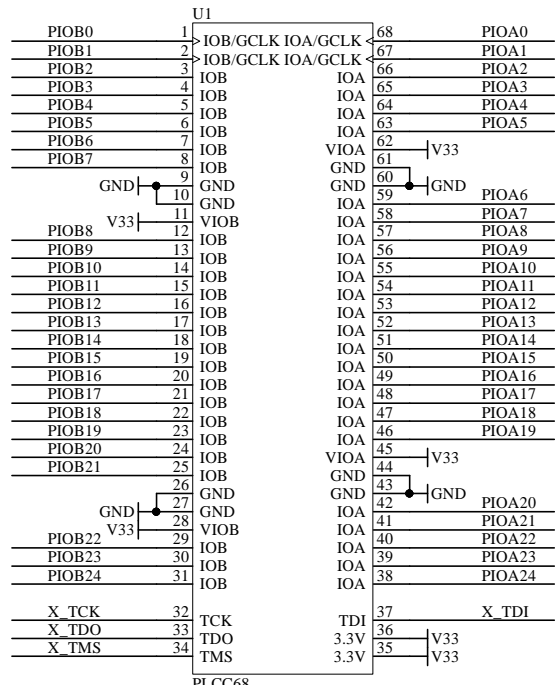 U1
PIOB0 1 IOB/GCLK IOA/GCLK 68 PIOA0
PIOB1 2 IOB/GCLK IOA/GCLK 67 PIOA1
PIOB2 3 IOB IOA 66 PIOA2
PIOB3 4 IOB IOA 65 PIOA3
PIOB4 5 IOB IOA 64 PIOA4
PIOB5 6 IOB IOA 63 PIOA5
PIOB6 7 IOB VIOA 62 V33
PIOB7 8 IOB GND 61
GND 9 GND GND 60 GND
10 GND IOA 59 PIOA6
V33 11 VIOB IOA 58 PIOA7
PIOB8 12 IOB IOA 57 PIOA8
PIOB9 13 IOB IOA 56 PIOA9
PIOB10 14 IOB IOA 55 PIOA10
PIOB11 15 IOB IOA 54 PIOA11
PIOB12 16 IOB IOA 53 PIOA12
PIOB13 17 IOB IOA 52 PIOA13
PIOB14 18 IOB IOA 51 PIOA14
PIOB15 19 IOB IOA 50 PIOA15
PIOB16 20 IOB IOA 49 PIOA16
PIOB17 21 IOB IOA 48 PIOA17
PIOB18 22 IOB IOA 47 PIOA18
PIOB19 23 IOB IOA 46 PIOA19
PIOB20 24 IOB VIOA 45 V33
PIOB21 25 IOB GND 44
26 GND GND 43 GND
GND 27 GND IOA 42 PIOA20
V33 28 VIOB IOA 41 PIOA21
PIOB22 29 IOB IOA 40 PIOA22
PIOB23 30 IOB IOA 39 PIOA23
PIOB24 31 IOB IOA 38 PIOA24
X_TCK 32 TCK TDI 37 X_TDI
X_TDO 33 TDO 3.3V 36 V33
X_TMS 34 TMS 3.3V 35 V33
PLCC68